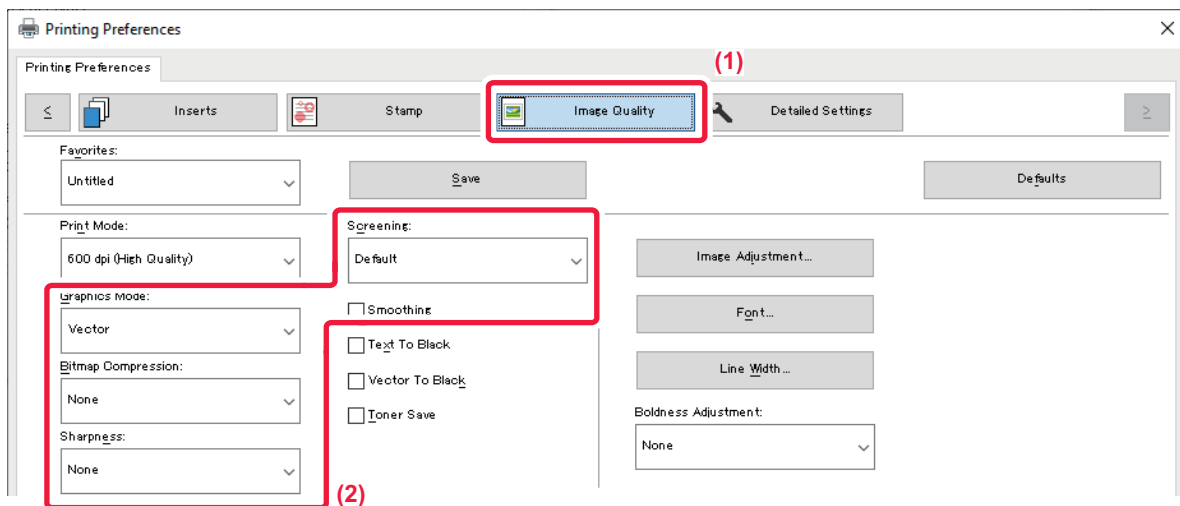 Printing Preferences
Printing Preferences
(1)
<
Inserts
Stamp
Image Quality
Detailed Settings
>
Favorites:
Untitled
Save
Defaults
Print Mode:
600 dpi (High Quality)
Screening:
Default
Image Adjustment...
Graphics Mode:
Vector
Smoothing
Font...
Text To Black
Bitmap Compression:
None
Vector To Black
Line Width...
Toner Save
Boldness Adjustment:
None
Sharpness:
None
(2)